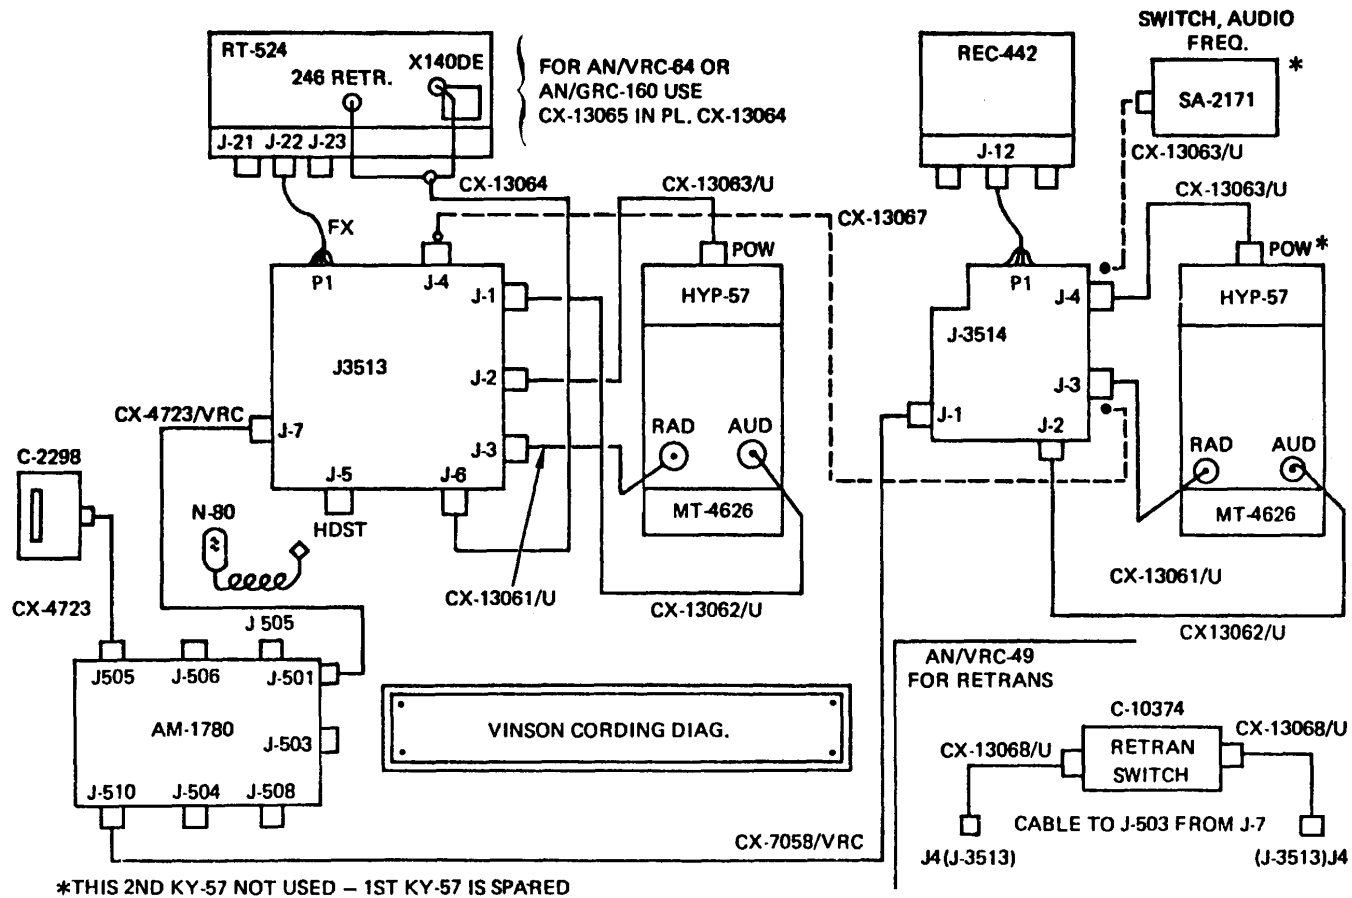 RT-524
246 RETR.
X140DE
J-21 J-22 J-23
FOR AN/VRC-64 OR
AN/GRC-160 USE
CX-13065 IN PL. CX-13064
REC-442
J-12
SWITCH, AUDIO
FREQ.
*
SA-2171
CX-13063/U
CX-13064
CX-13063/U
CX-13067
CX-13063/U
FX
P1
J-4
J-1
J3513
J-2
J-7
J-3
J-5
J-6
HDST
POW
HYP-57
RAD
AUD
MT-4626
P1
J-4
J-3514
J-3
J-1
J-2
POW*
HYP-57
RAD
AUD
MT-4626
CX-4723/VRC
C-2298
N-80
CX-4723
CX-13061/U
CX-13062/U
CX-13061/U
CX13062/U
J 505
J505
J-506
J-501
AM-1780
J-503
J-510
J-504
J-508
VINSON CORDING DIAG.
CX-7058/VRC
AN/VRC-49
FOR RETRANS
C-10374
CX-13068/U
RETRAN
SWITCH
CX-13068/U
CABLE TO J-503 FROM J-7
J4(J-3513)
(J-3513)J4
*THIS 2ND KY-57 NOT USED – 1ST KY-57 IS SPARED